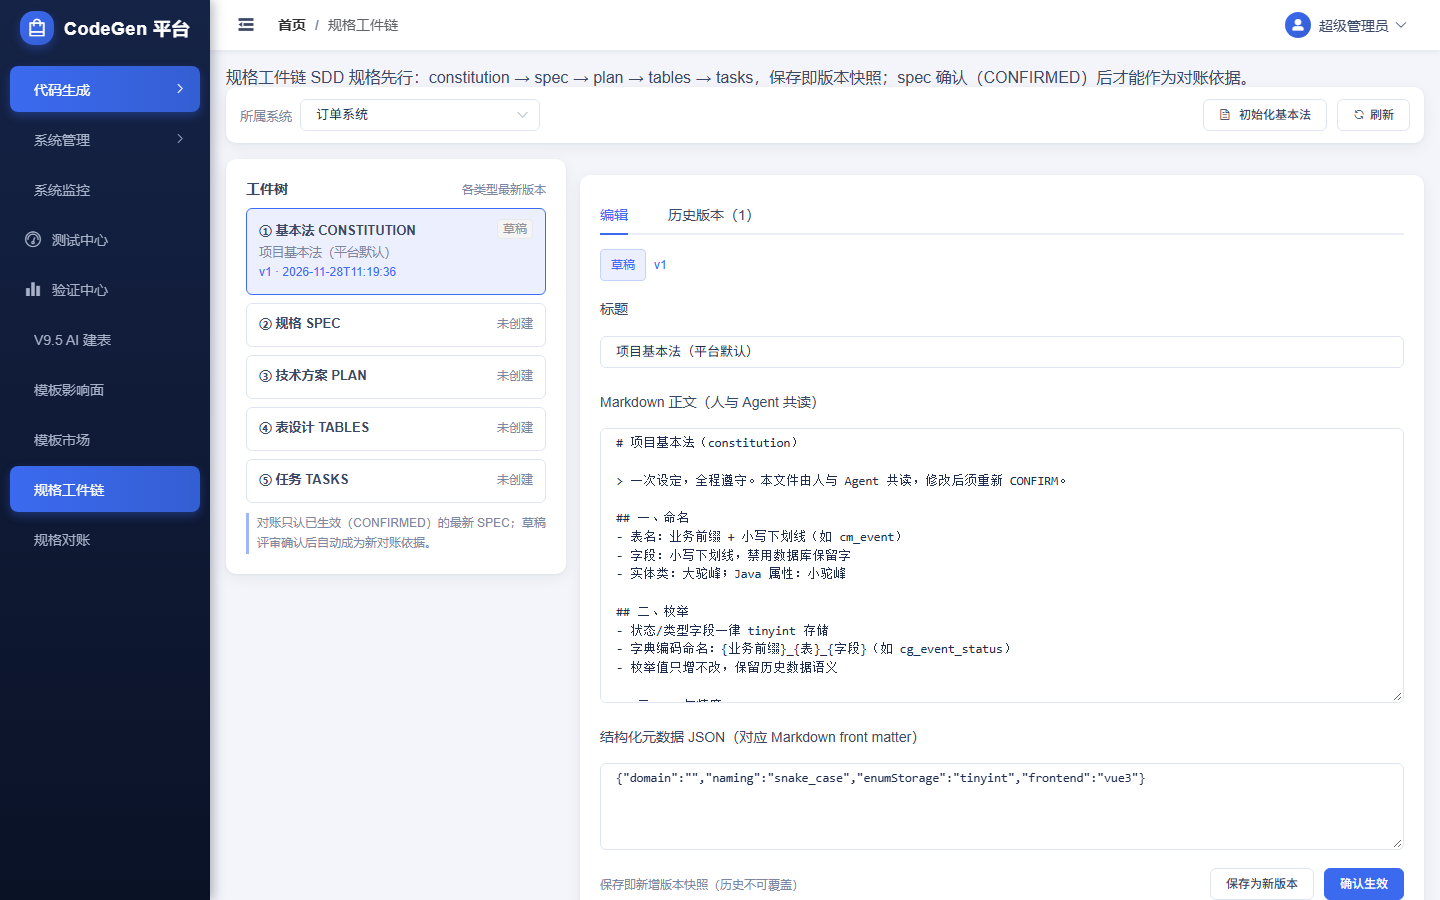 CodeGen 平台
代码生成
系统管理
系统监控
测试中心
验证中心
V9.5 AI 建表
模板影响面
模板市场
规格工件链
规格对账
首页 / 规格工件链
超级管理员
规格工件链 SDD 规格先行：constitution → spec → plan → tables → tasks，保存即版本快照；spec 确认（CONFIRMED）后才能作为对账依据。
所属系统
订单系统
初始化基本法
刷新
工件树
各类型最新版本
① 基本法 CONSTITUTION
草稿
项目基本法（平台默认）
v1 · 2026-11-28T11:19:36
② 规格 SPEC
未创建
③ 技术方案 PLAN
未创建
④ 表设计 TABLES
未创建
⑤ 任务 TASKS
未创建
对账只认已生效（CONFIRMED）的最新 SPEC；草稿
评审确认后自动成为新对账依据。
编辑
历史版本（1）
草稿
v1
标题
项目基本法（平台默认）
Markdown 正文（人与 Agent 共读）
# 项目基本法（constitution）
> 一次设定，全程遵守。本文件由人与 Agent 共读，修改后须重新 CONFIRM。
## 一、命名
- 表名：业务前缀 + 小写下划线（如 cm_event）
- 字段：小写下划线，禁用数据库保留字
- 实体类：大驼峰；Java 属性：小驼峰
## 二、枚举
- 状态/类型字段一律 tinyint 存储
- 字典编码命名：{业务前缀}_{表}_{字段}（如 cg_event_status）
- 枚举值只增不改，保留历史数据语义
结构化元数据 JSON（对应 Markdown front matter）
{"domain":"","naming":"snake_case","enumStorage":"tinyint","frontend":"vue3"}
保存即新增版本快照（历史不可覆盖）
保存为新版本
确认生效